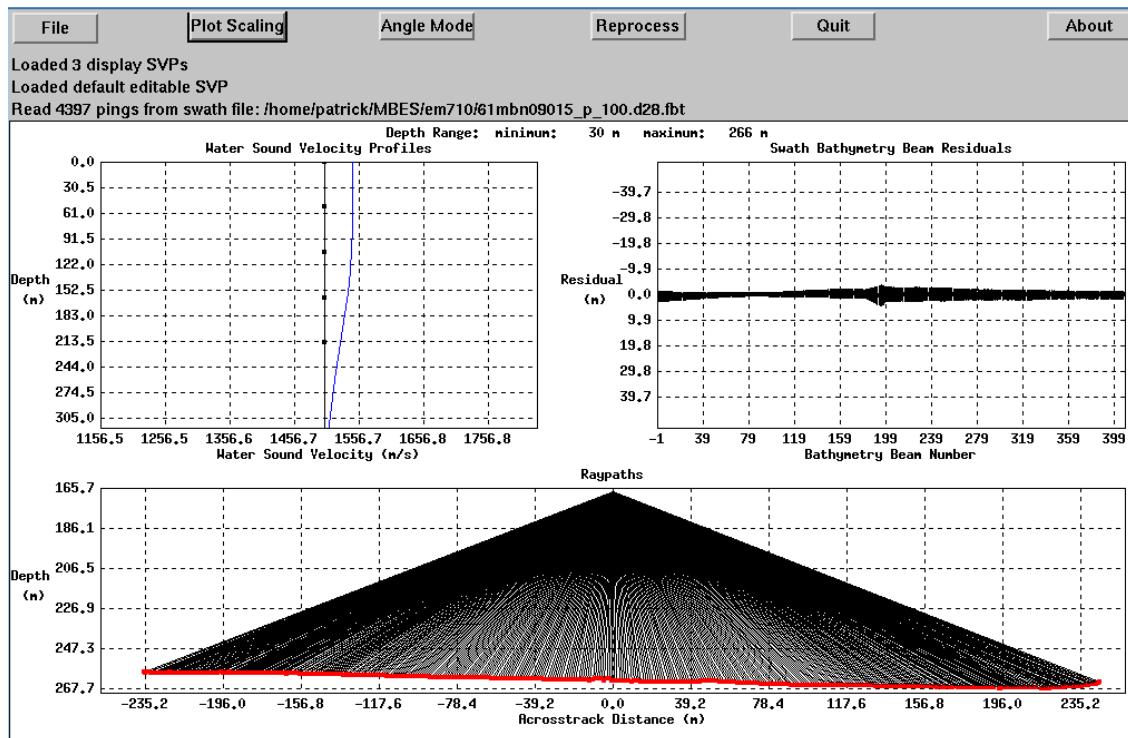 File Plot Scaling Angle Mode Reprocess Quit About
Loaded 3 display SVPs
Loaded default editable SVP
Read 4397 pings from swath file: /home/patrick/MBES/em710/61mbn09015_p_100.d28.fbt
Depth Range: minimum: 30 m maximum: 266 m
Water Sound Velocity Profiles
0.0
30.5
61.0
91.5
122.0
Depth
(m)
152.5
183.0
213.5
244.0
274.5
305.0
1156.5 1256.5 1356.6 1456.7 1556.7 1656.8 1756.8
Water Sound Velocity (m/s)
Swath Bathymetry Beam Residuals
-39.7
-29.8
-19.8
-9.9
Residual
(m)
0.0
9.9
19.8
29.8
39.7
-1 39 79 119 159 199 239 279 319 359 399
Bathymetry Beam Number
Raypaths
165.7
186.1
206.5
Depth
(m)
226.9
247.3
267.7
-235.2 -196.0 -156.8 -117.6 -78.4 -39.2 0.0 39.2 78.4 117.6 156.8 196.0 235.2
Acrosstrack Distance (m)